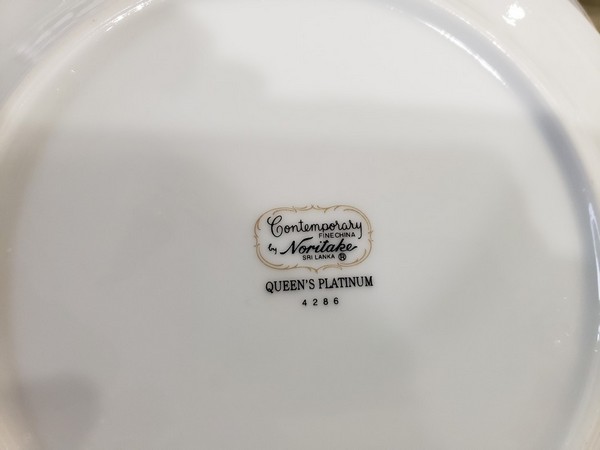 Contemporary
FINE CHINA
by Noritake
SRI LANKA ®
QUEEN'S PLATINUM
4286